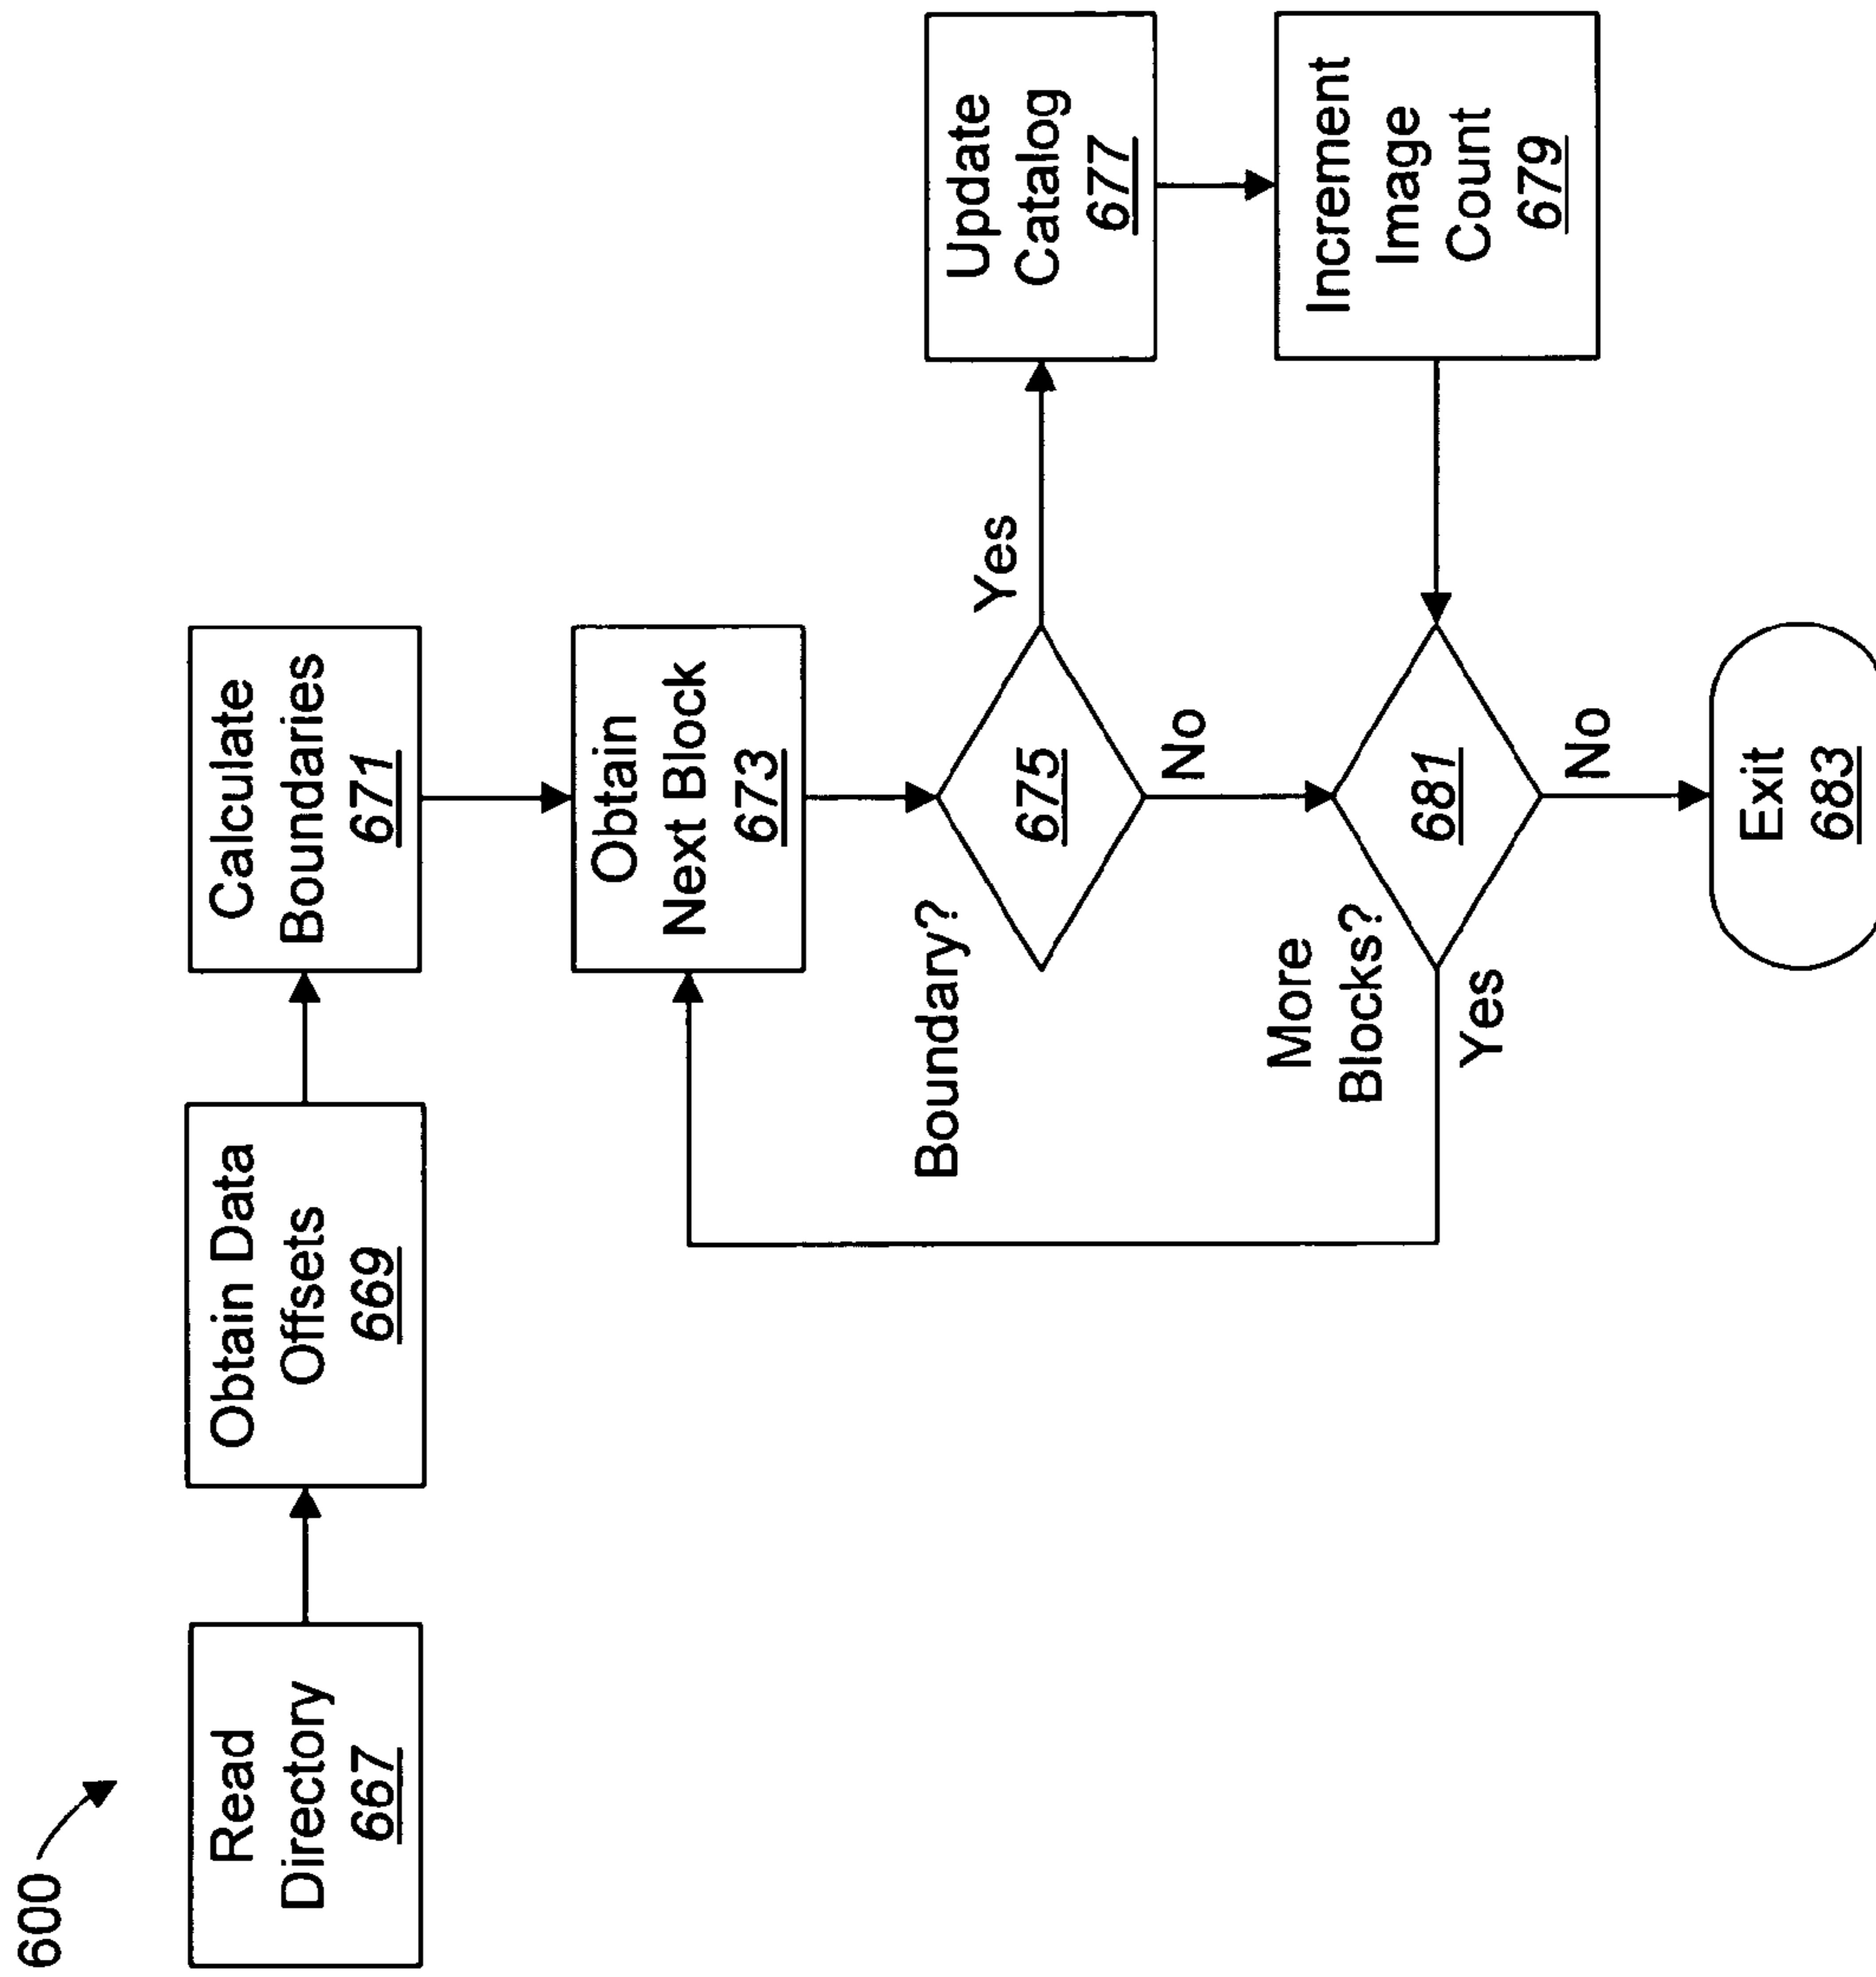 600
Read
Directory
667
Obtain Data
Offsets
669
Calculate
Boundaries
671
Obtain
Next Block
673
Boundary?
675
Yes
No
Update
Catalog
677
Increment
Image
Count
679
More
Blocks?
681
Yes
No
Exit
683